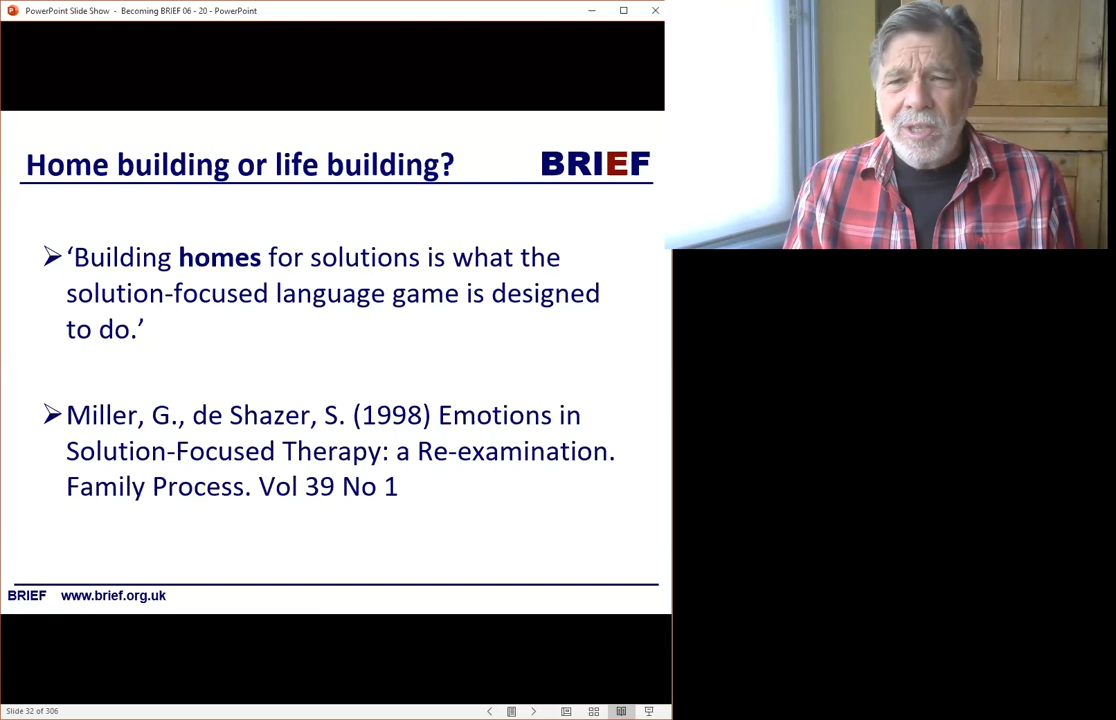 PowerPoint Slide Show - Becoming BRIEF 06 - 20 - PowerPoint
Home building or life building?
BRIEF
‘Building homes for solutions is what the
solution-focused language game is designed
to do.’
Miller, G., de Shazer, S. (1998) Emotions in
Solution-Focused Therapy: a Re-examination.
Family Process. Vol 39 No 1
BRIEF www.brief.org.uk
Slide 32 of 306